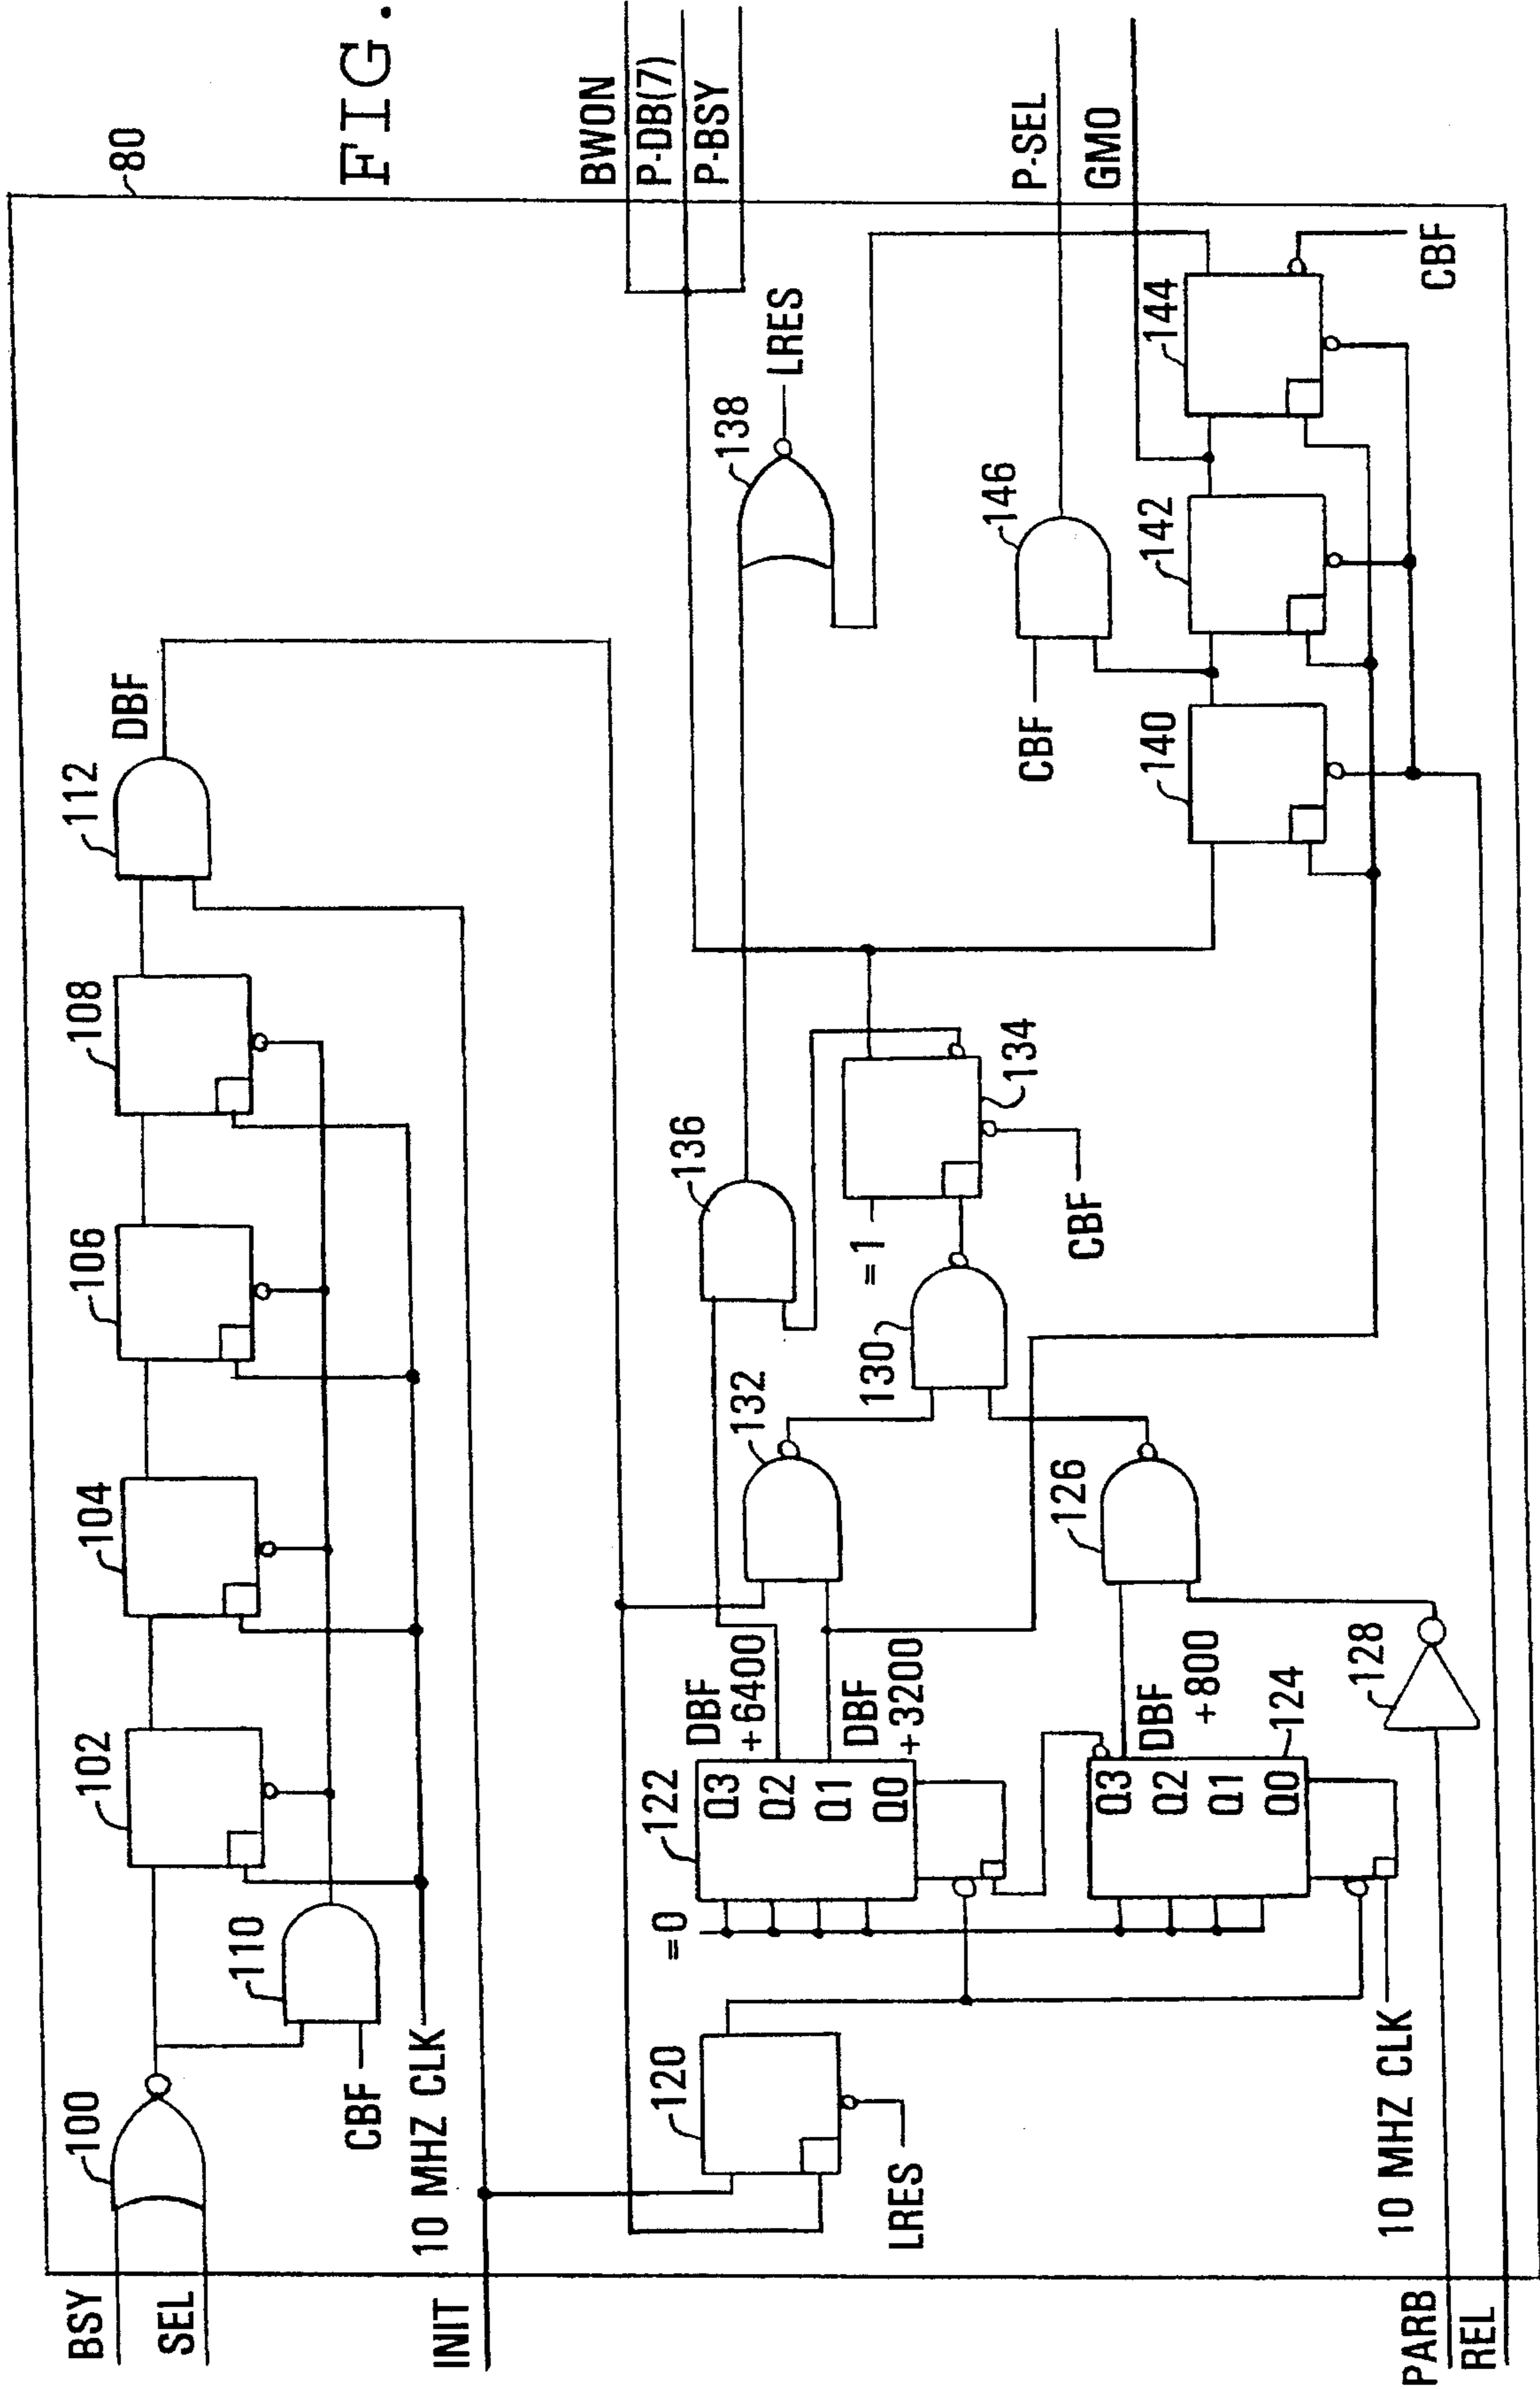 FIG.
80
BSY
SEL
100
CBF
110
10 MHZ CLK
INIT
102
104
106
108
112
DBF
BWON
P-DB(7)
P-BSY
120
LRES
=0
122
Q3
Q2
Q1
Q0
DBF
+6400
DBF
+3200
132
136
130
=1
134
CBF
138
LRES
10 MHZ CLK
Q3
Q2
Q1
Q0
124
DBF
+800
126
128
PARB
REL
140
142
144
CBF
146
CBF
P-SEL
GMO